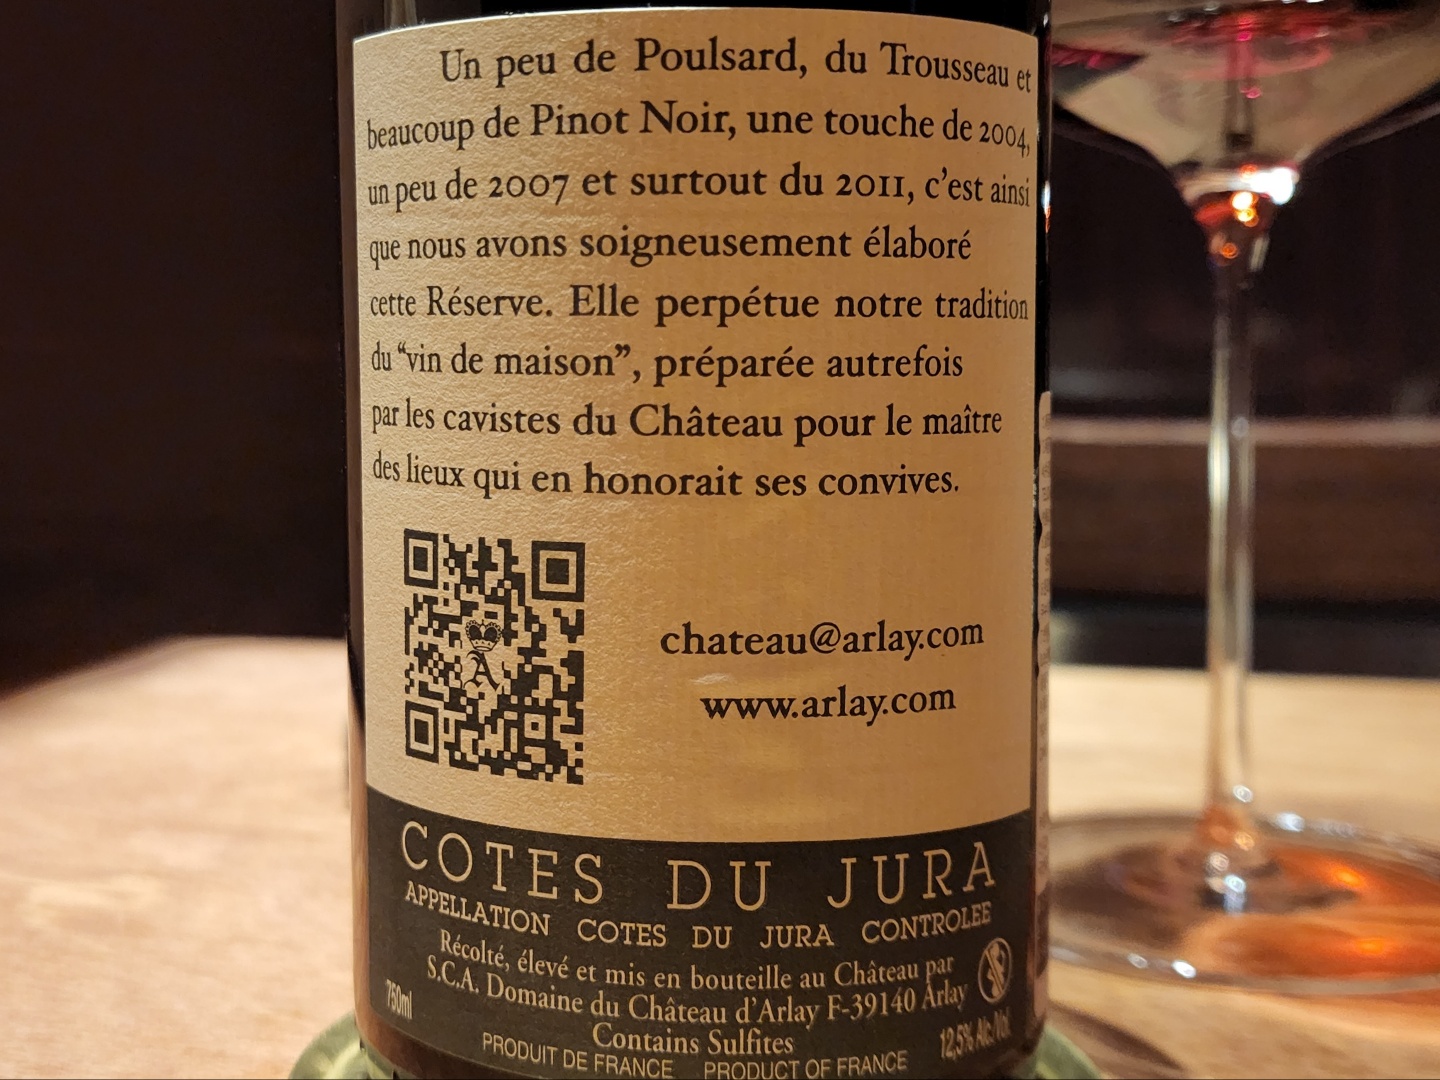 Un peu de Poulsard, du Trousseau et
beaucoup de Pinot Noir, une touche de 2004,
un peu de 2007 et surtout du 2011, c'est ainsi
que nous avons soigneusement élaboré
cette Réserve. Elle perpétue notre tradition
du “vin de maison”, préparée autrefois
par les cavistes du Château pour le maître
des lieux qui en honorait ses convives.
A
chateau@arlay.com
www.arlay.com
COTES DU JURA
APPELLATION COTES DU JURA CONTROLEE
Récolté, élevé et mis en bouteille au Château par
S.C.A. Domaine du Château d'Arlay F-39140 Arlay
750ml
Contains Sulfites
12,5% Alc./Vol.
PRODUIT DE FRANCE PRODUCT OF FRANCE